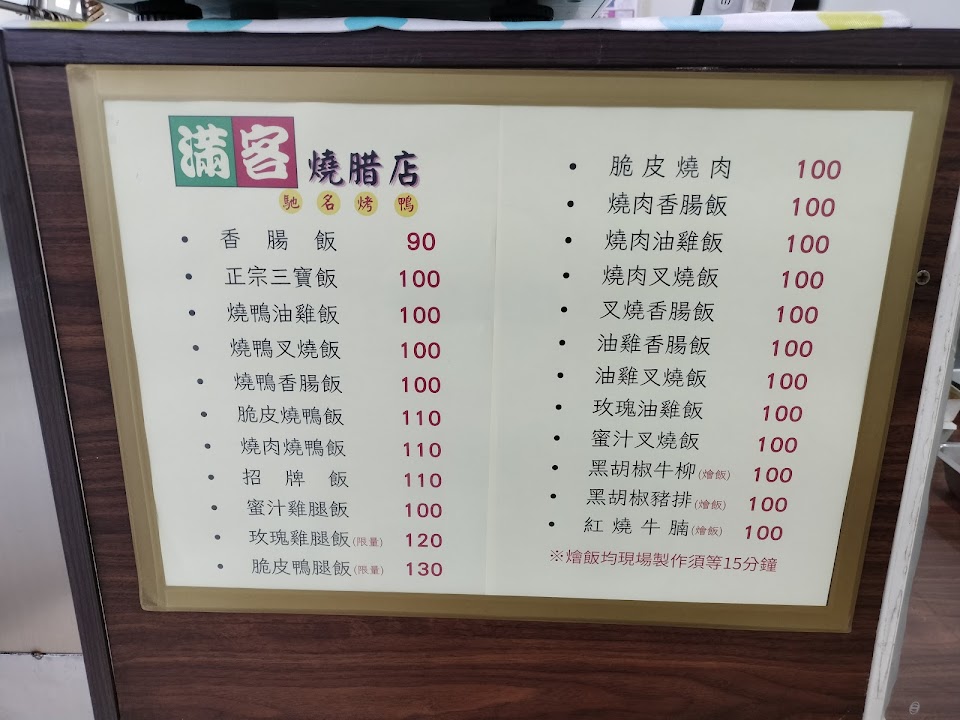 滿客燒腊店
馳名烤鴨
• 香腸飯 90
• 正宗三寶飯 100
• 燒鴨油雞飯 100
• 燒鴨叉燒飯 100
• 燒鴨香腸飯 100
• 脆皮燒鴨飯 110
• 燒肉燒鴨飯 110
• 招牌飯 110
• 蜜汁雞腿飯 100
• 玫瑰雞腿飯(限量) 120
• 脆皮鴨腿飯(限量) 130
• 脆皮燒肉 100
• 燒肉香腸飯 100
• 燒肉油雞飯 100
• 燒肉叉燒飯 100
• 叉燒香腸飯 100
• 油雞香腸飯 100
• 油雞叉燒飯 100
• 玫瑰油雞飯 100
• 蜜汁叉燒飯 100
• 黑胡椒牛柳(燴飯) 100
• 黑胡椒豬排(燴飯) 100
• 紅燒牛腩(燴飯) 100
※燴飯均現場製作須等15分鐘